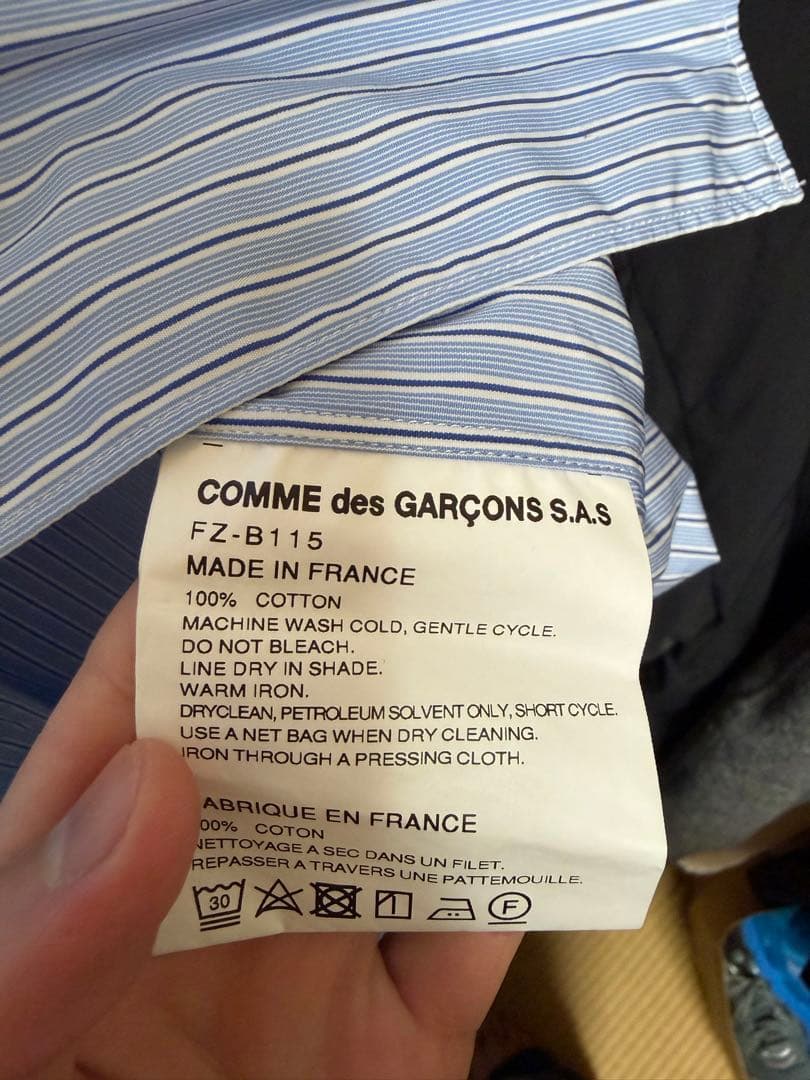 COMME des GARÇONS S.A.S
FZ-B115
MADE IN FRANCE
100% COTTON
MACHINE WASH COLD, GENTLE CYCLE.
DO NOT BLEACH.
LINE DRY IN SHADE.
WARM IRON.
DRYCLEAN, PETROLEUM SOLVENT ONLY, SHORT CYCLE.
USE A NET BAG WHEN DRY CLEANING.
IRON THROUGH A PRESSING CLOTH.
FABRIQUE EN FRANCE
100% COTON
NETTOYAGE A SEC DANS UN FILET.
REPASSER A TRAVERS UNE PATTEMOUILLE.
30 F